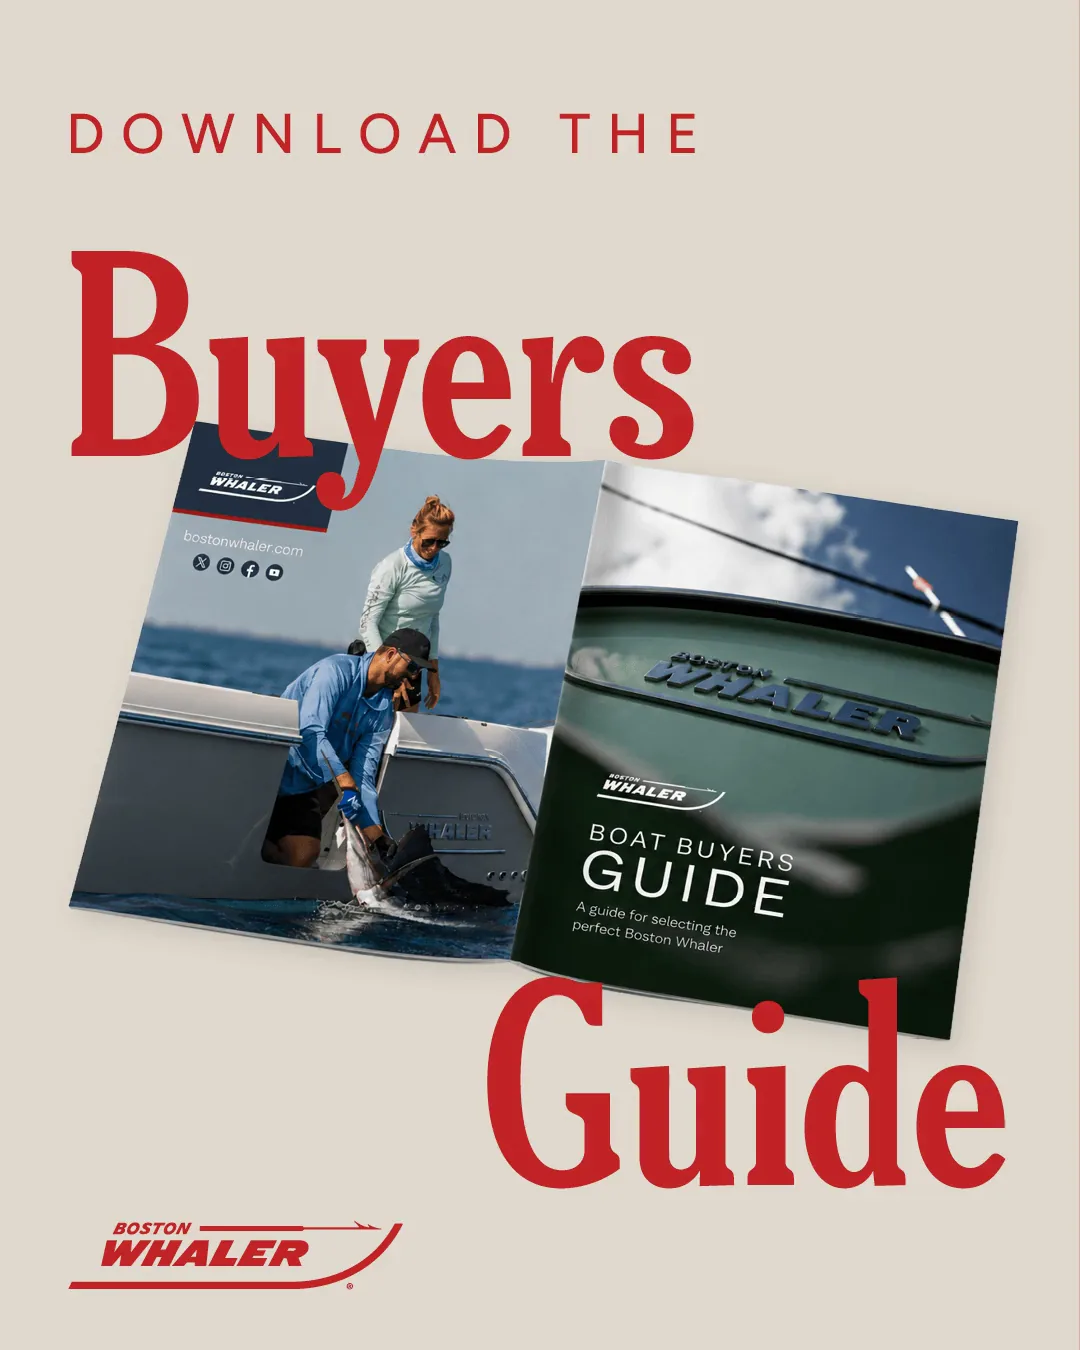 DOWNLOAD THE
Buyers
BOSTON
WHALER
bostonwhaler.com
BOSTON
WHALER
WHALER
BOSTON
WHALER
BOAT BUYERS
GUIDE
A guide for selecting the
perfect Boston Whaler
Guide
BOSTON
WHALER
®